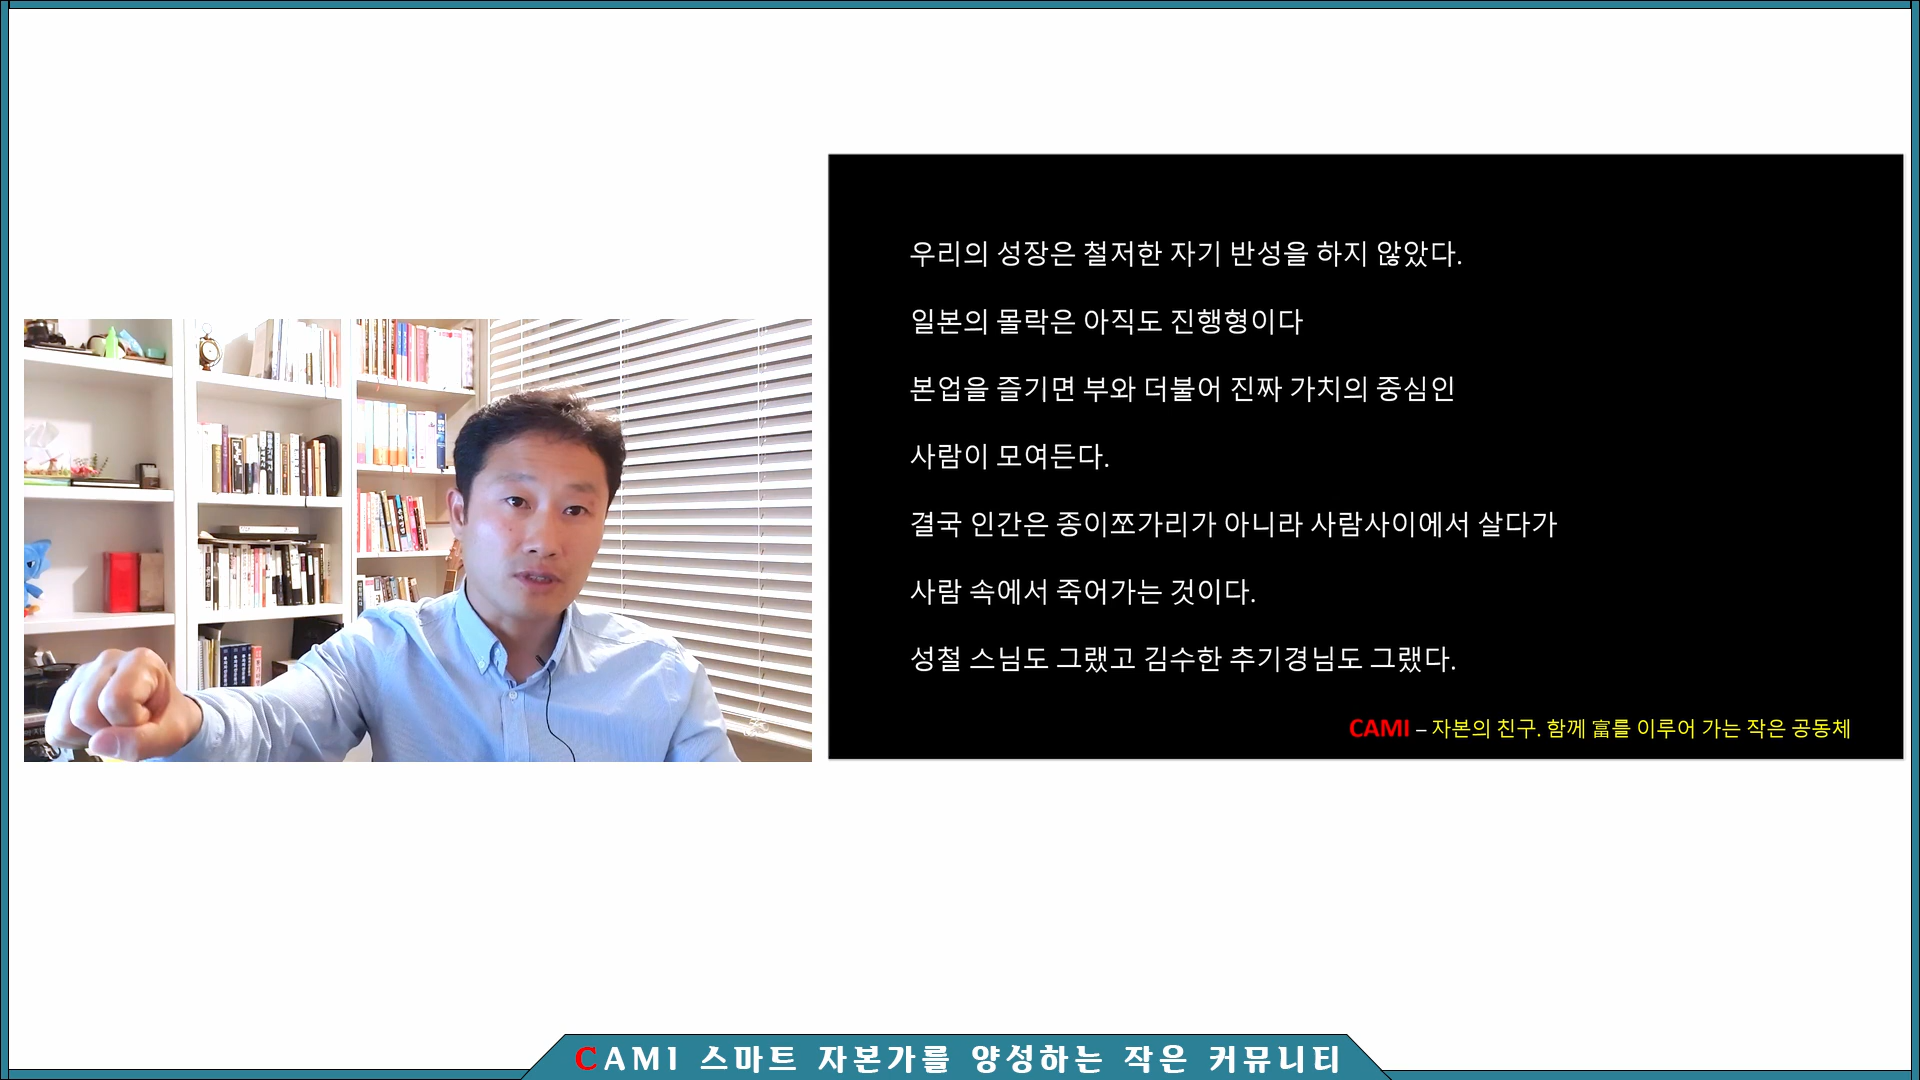 우리의 성장은 철저한 자기 반성을 하지 않았다.
일본의 몰락은 아직도 진행형이다
본업을 즐기면 부와 더불어 진짜 가치의 중심인
사람이 모여든다.
결국 인간은 종이쪼가리가 아니라 사람사이에서 살다가
사람 속에서 죽어가는 것이다.
성철 스님도 그랬고 김수한 추기경님도 그랬다.
CAMI – 자본의 친구. 함께 富를 이루어 가는 작은 공동체
CAMI 스마트 자본가를 양성하는 작은 커뮤니티